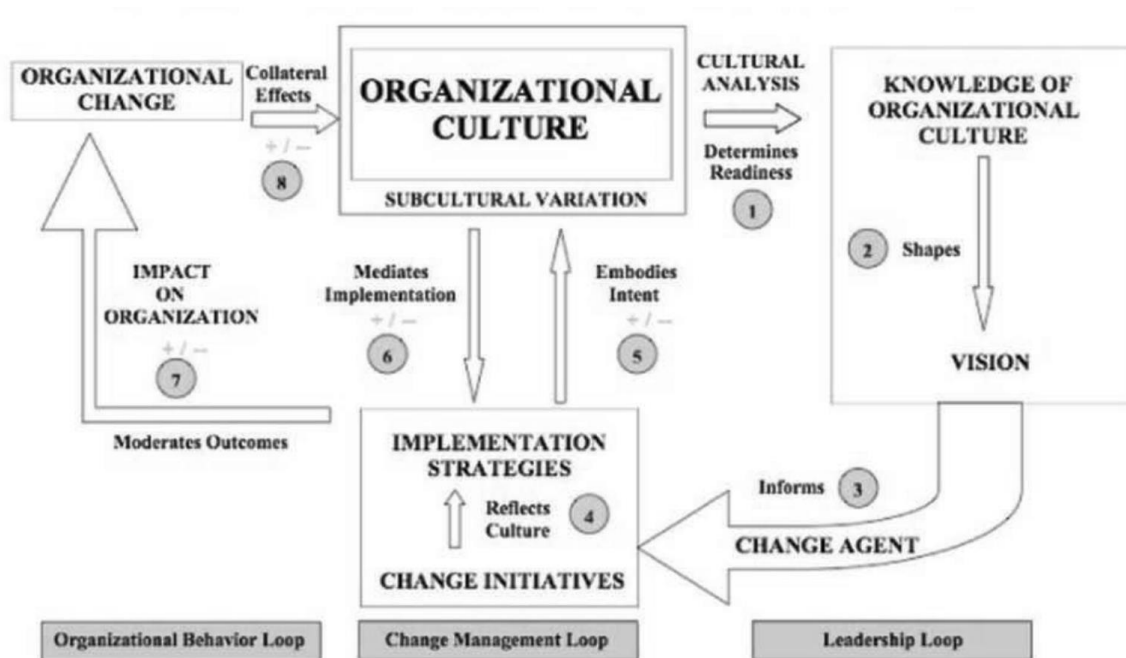 ORGANIZATIONAL
CHANGE
Collateral
Effects
+ / --
8
ORGANIZATIONAL
CULTURE
SUBCULTURAL VARIATION
CULTURAL
ANALYSIS
Determines
Readiness
1
KNOWLEDGE OF
ORGANIZATIONAL
CULTURE
2 Shapes
VISION
IMPACT
ON
ORGANIZATION
+ / --
7
Moderates Outcomes
Mediates
Implementation
+ / --
6
Embodies
Intent
+ / --
5
IMPLEMENTATION
STRATEGIES
Reflects
Culture
4
CHANGE INITIATIVES
Informs 3
CHANGE AGENT
Organizational Behavior Loop
Change Management Loop
Leadership Loop